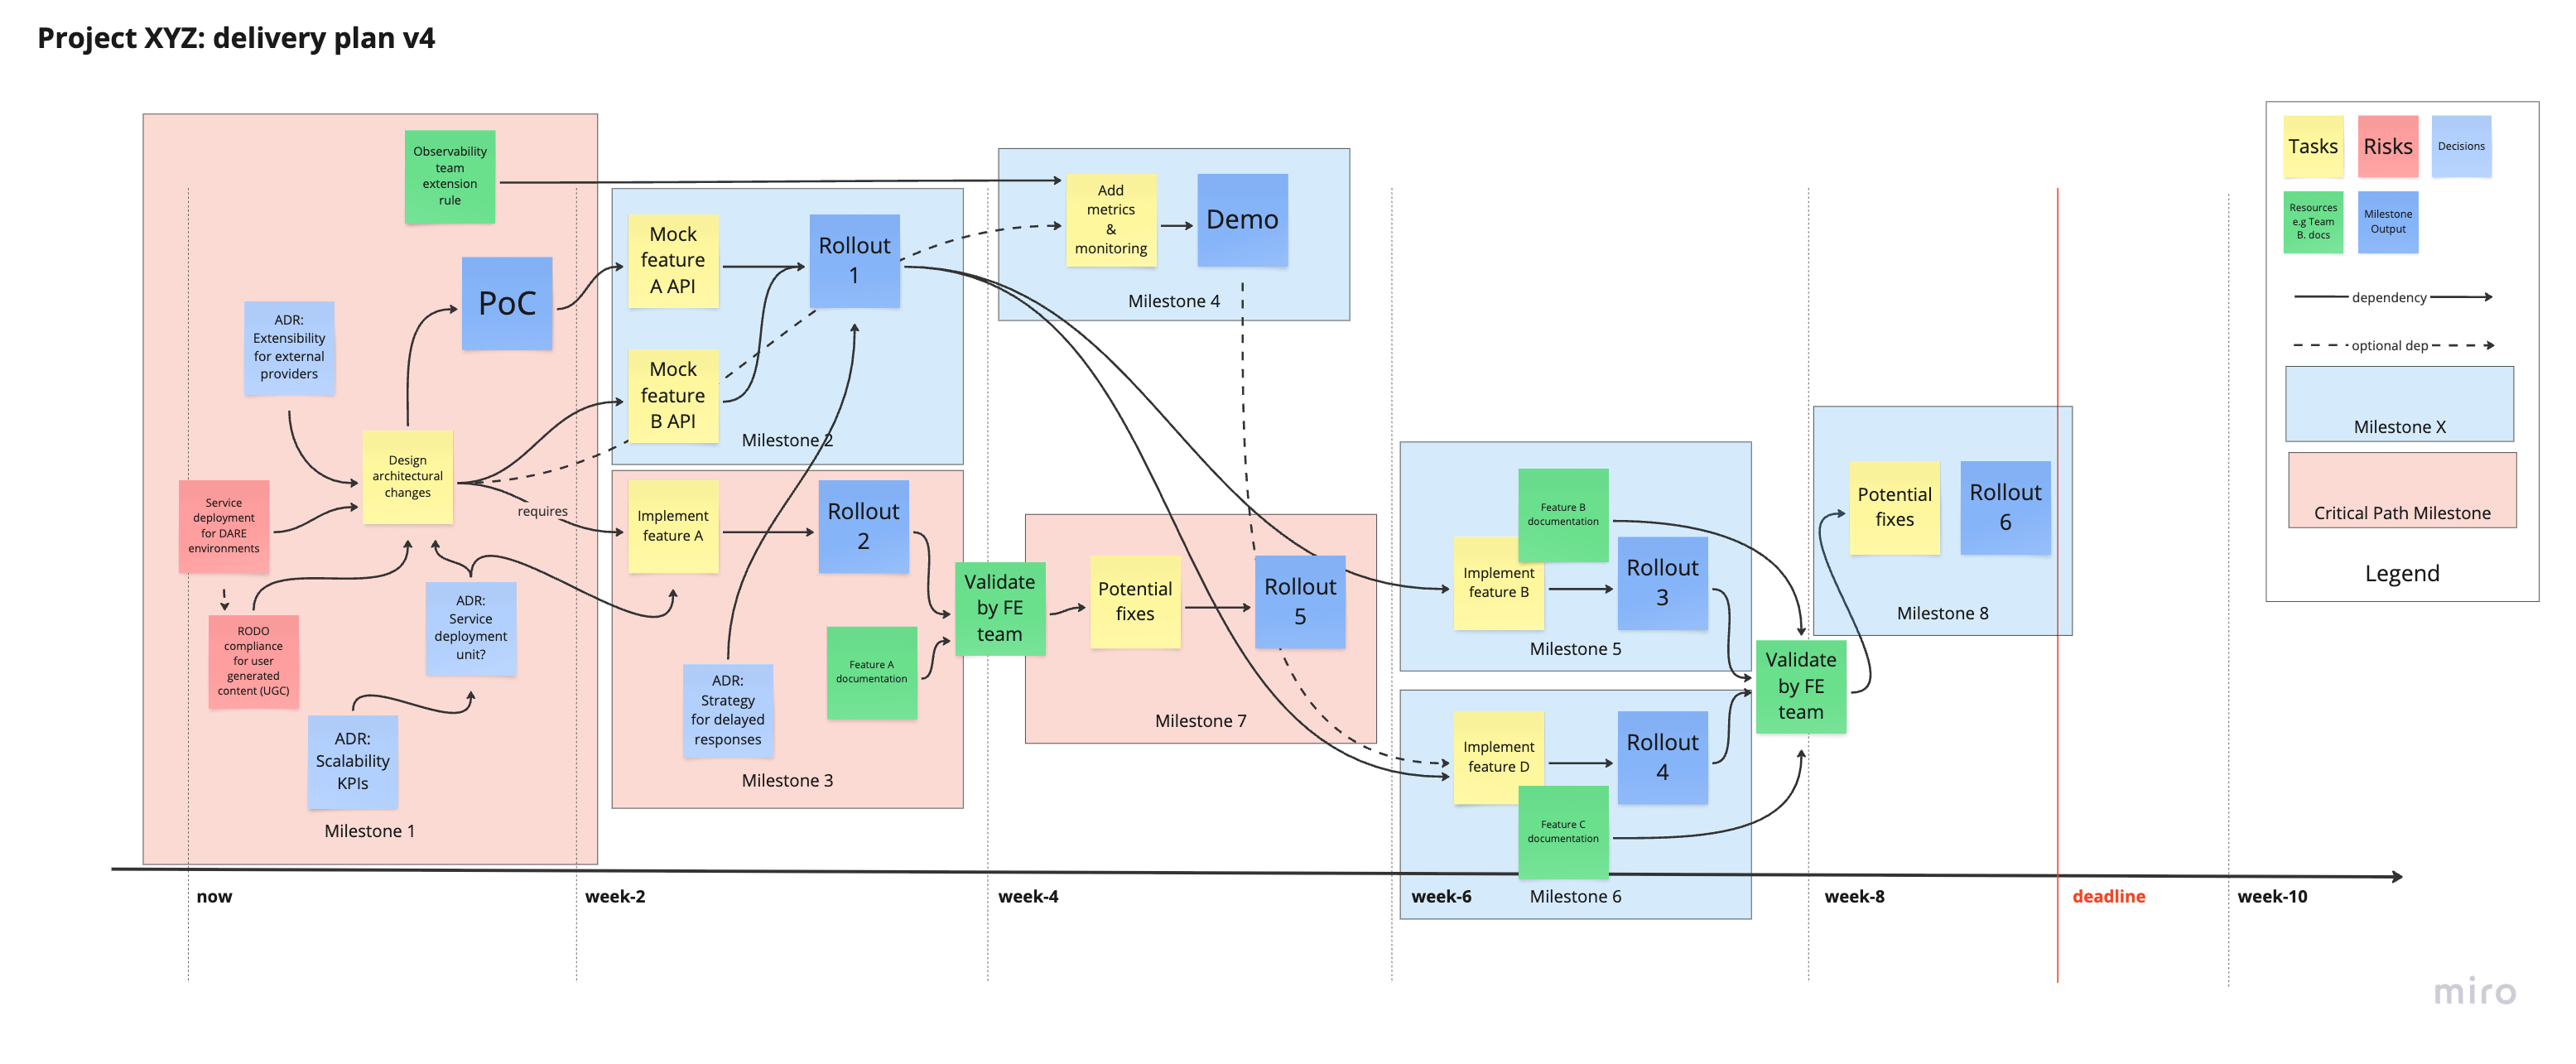 Project XYZ: delivery plan v4
Observability
team
extension
rule
PoC
ADR:
Extensibility
for external
providers
Design
architectural
changes
Service
deployment
for DARE
environments
RODO
compliance
for user
generated
content (UGC)
ADR:
Service
deployment
unit?
ADR:
Scalability
KPIs
Milestone 1
requires
Mock
feature
A API
Rollout
1
Mock
feature
B API
Milestone 2
Implement
feature A
Rollout
2
ADR:
Strategy
for delayed
responses
Feature A
documentation
Milestone 3
Validate
by FE
team
Add
metrics
&
monitoring
Demo
Milestone 4
Potential
fixes
Rollout
5
Milestone 7
Feature B
documentation
Implement
feature B
Rollout
3
Milestone 5
Implement
feature D
Rollout
4
Feature C
documentation
Milestone 6
Validate
by FE
team
Potential
fixes
Rollout
6
Milestone 8
now
week-2
week-4
week-6
week-8
deadline
week-10
Tasks
Risks
Decisions
Resources
e.g Team
B. docs
Milestone
Output
dependency
optional dep
Milestone X
Critical Path Milestone
Legend
miro